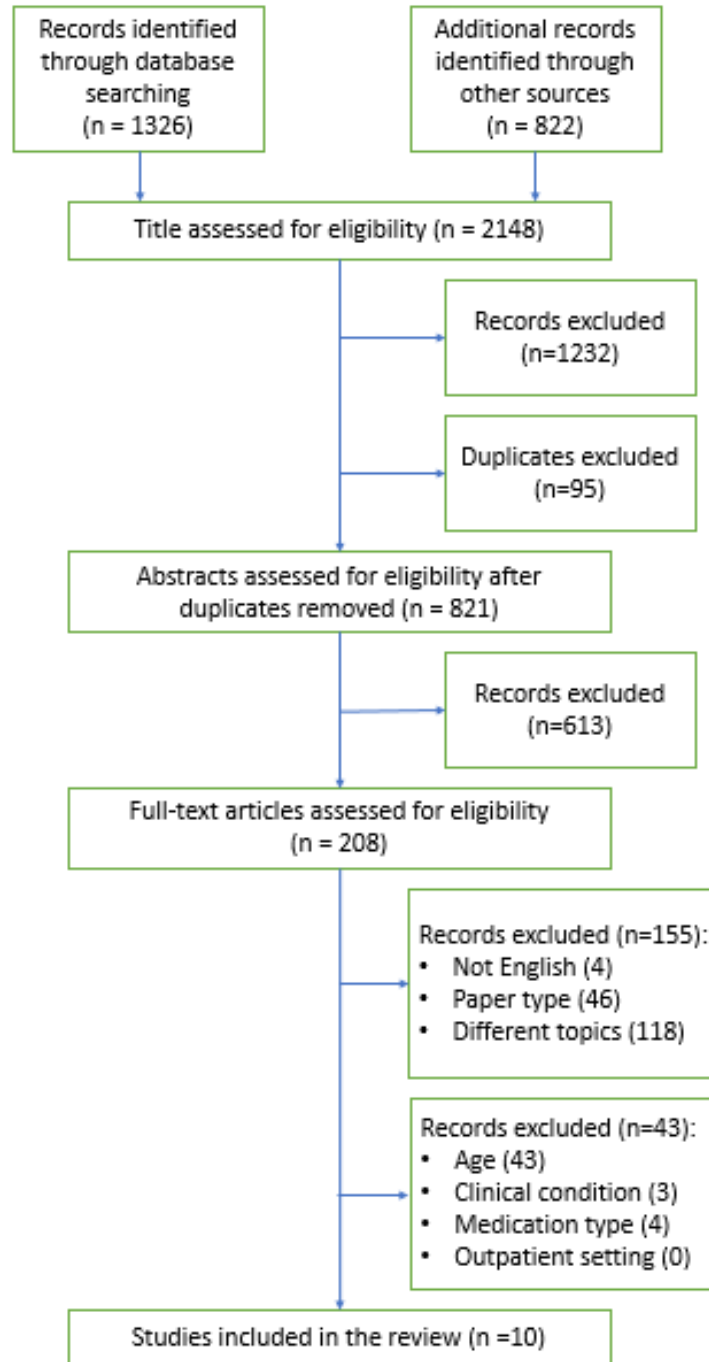 Records identified
through database
searching
(n = 1326)
Additional records
identified through
other sources
(n = 822)
Title assessed for eligibility (n = 2148)
Records excluded
(n=1232)
Duplicates excluded
(n=95)
Abstracts assessed for eligibility after
duplicates removed (n = 821)
Records excluded
(n=613)
Full-text articles assessed for eligibility
(n = 208)
Records excluded (n=155):
• Not English (4)
• Paper type (46)
• Different topics (118)
Records excluded (n=43):
• Age (43)
• Clinical condition (3)
• Medication type (4)
• Outpatient setting (0)
Studies included in the review (n =10)